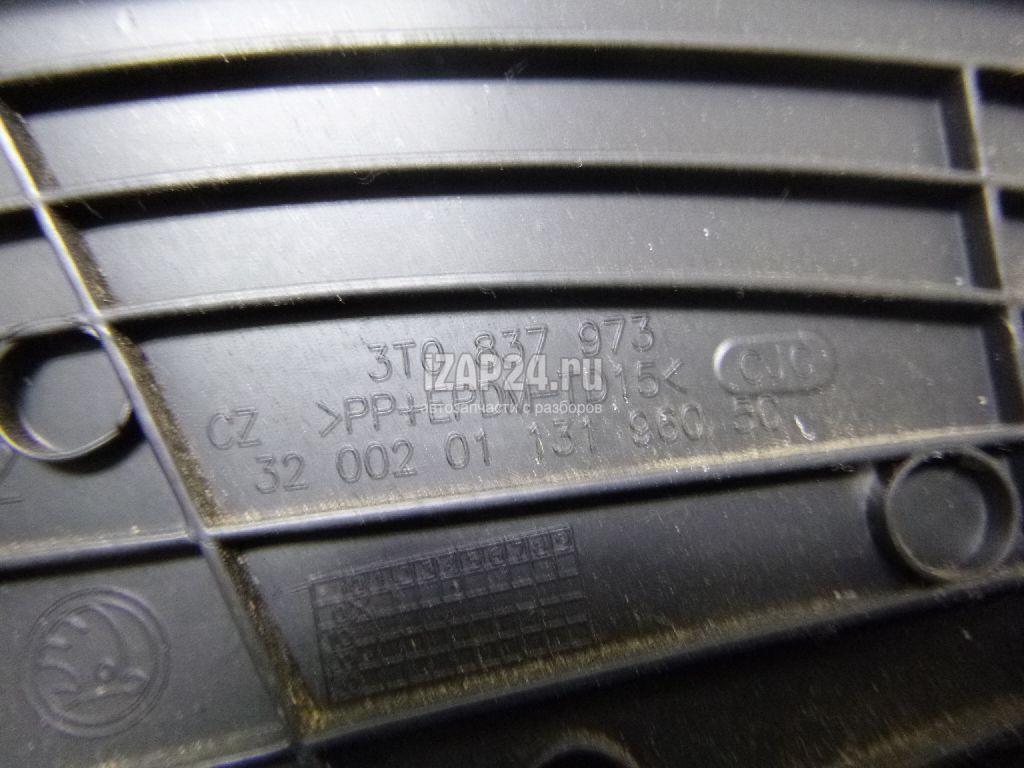 3T0 837 973
IZAP24.ru
CZ >PP+EPDM-TD15<
CJC
автозапчасти с разборов
32 002 01 131 960 50